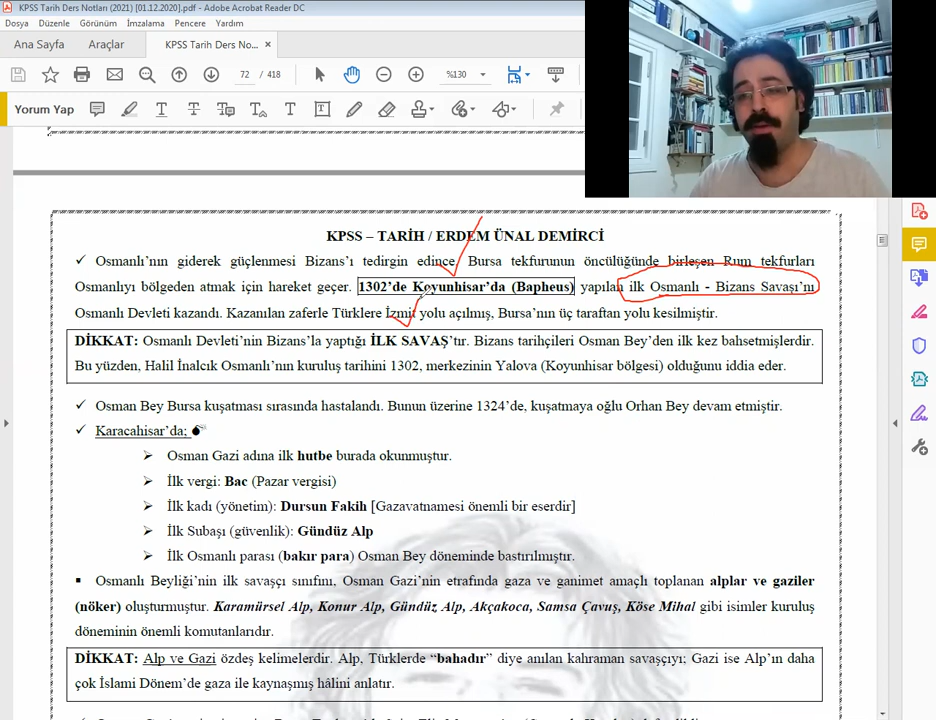 KPSS Tarih Ders Notları (2021) [01.12.2020].pdf - Adobe Acrobat Reader DC
Dosya Düzenle Görünüm İmzalama Pencere Yardım
Ana Sayfa Araçlar KPSS Tarih Ders No... ×
72 / 418 %130
Yorum Yap
KPSS – TARİH / ERDEM ÜNAL DEMİRCİ
✓ Osmanlı’nın giderek güçlenmesi Bizans’ı tedirgin edince, Bursa tekfurunun öncülüğünde birleşen Rum tekfurları
Osmanlıyı bölgeden atmak için hareket geçer. 1302’de Koyunhisar’da (Bapheus) yapılan ilk Osmanlı - Bizans Savaşı’nı
Osmanlı Devleti kazandı. Kazanılan zaferle Türklere İzmit yolu açılmış, Bursa’nın üç taraftan yolu kesilmiştir.
DİKKAT: Osmanlı Devleti’nin Bizans’la yaptığı İLK SAVAŞ’tır. Bizans tarihçileri Osman Bey’den ilk kez bahsetmişlerdir.
Bu yüzden, Halil İnalcık Osmanlı’nın kuruluş tarihini 1302, merkezinin Yalova (Koyunhisar bölgesi) olduğunu iddia eder.
✓ Osman Bey Bursa kuşatması sırasında hastalandı. Bunun üzerine 1324’de, kuşatmaya oğlu Orhan Bey devam etmiştir.
✓ Karacahisar’da;
➢ Osman Gazi adına ilk hutbe burada okunmuştur.
➢ İlk vergi: Bac (Pazar vergisi)
➢ İlk kadı (yönetim): Dursun Fakih [Gazavatnamesi önemli bir eserdir]
➢ İlk Subaşı (güvenlik): Gündüz Alp
➢ İlk Osmanlı parası (bakır para) Osman Bey döneminde bastırılmıştır.
▪ Osmanlı Beyliği’nin ilk savaşçı sınıfını, Osman Gazi’nin etrafında gaza ve ganimet amaçlı toplanan alplar ve gaziler
(nöker) oluşturmuştur. Karamürsel Alp, Konur Alp, Gündüz Alp, Akçakoca, Samsa Çavuş, Köse Mihal gibi isimler kuruluş
döneminin önemli komutanlarıdır.
DİKKAT: Alp ve Gazi özdeş kelimelerdir. Alp, Türklerde “bahadır” diye anılan kahraman savaşçıyı; Gazi ise Alp’ın daha
çok İslami Dönem’de gaza ile kaynaşmış hâlini anlatır.